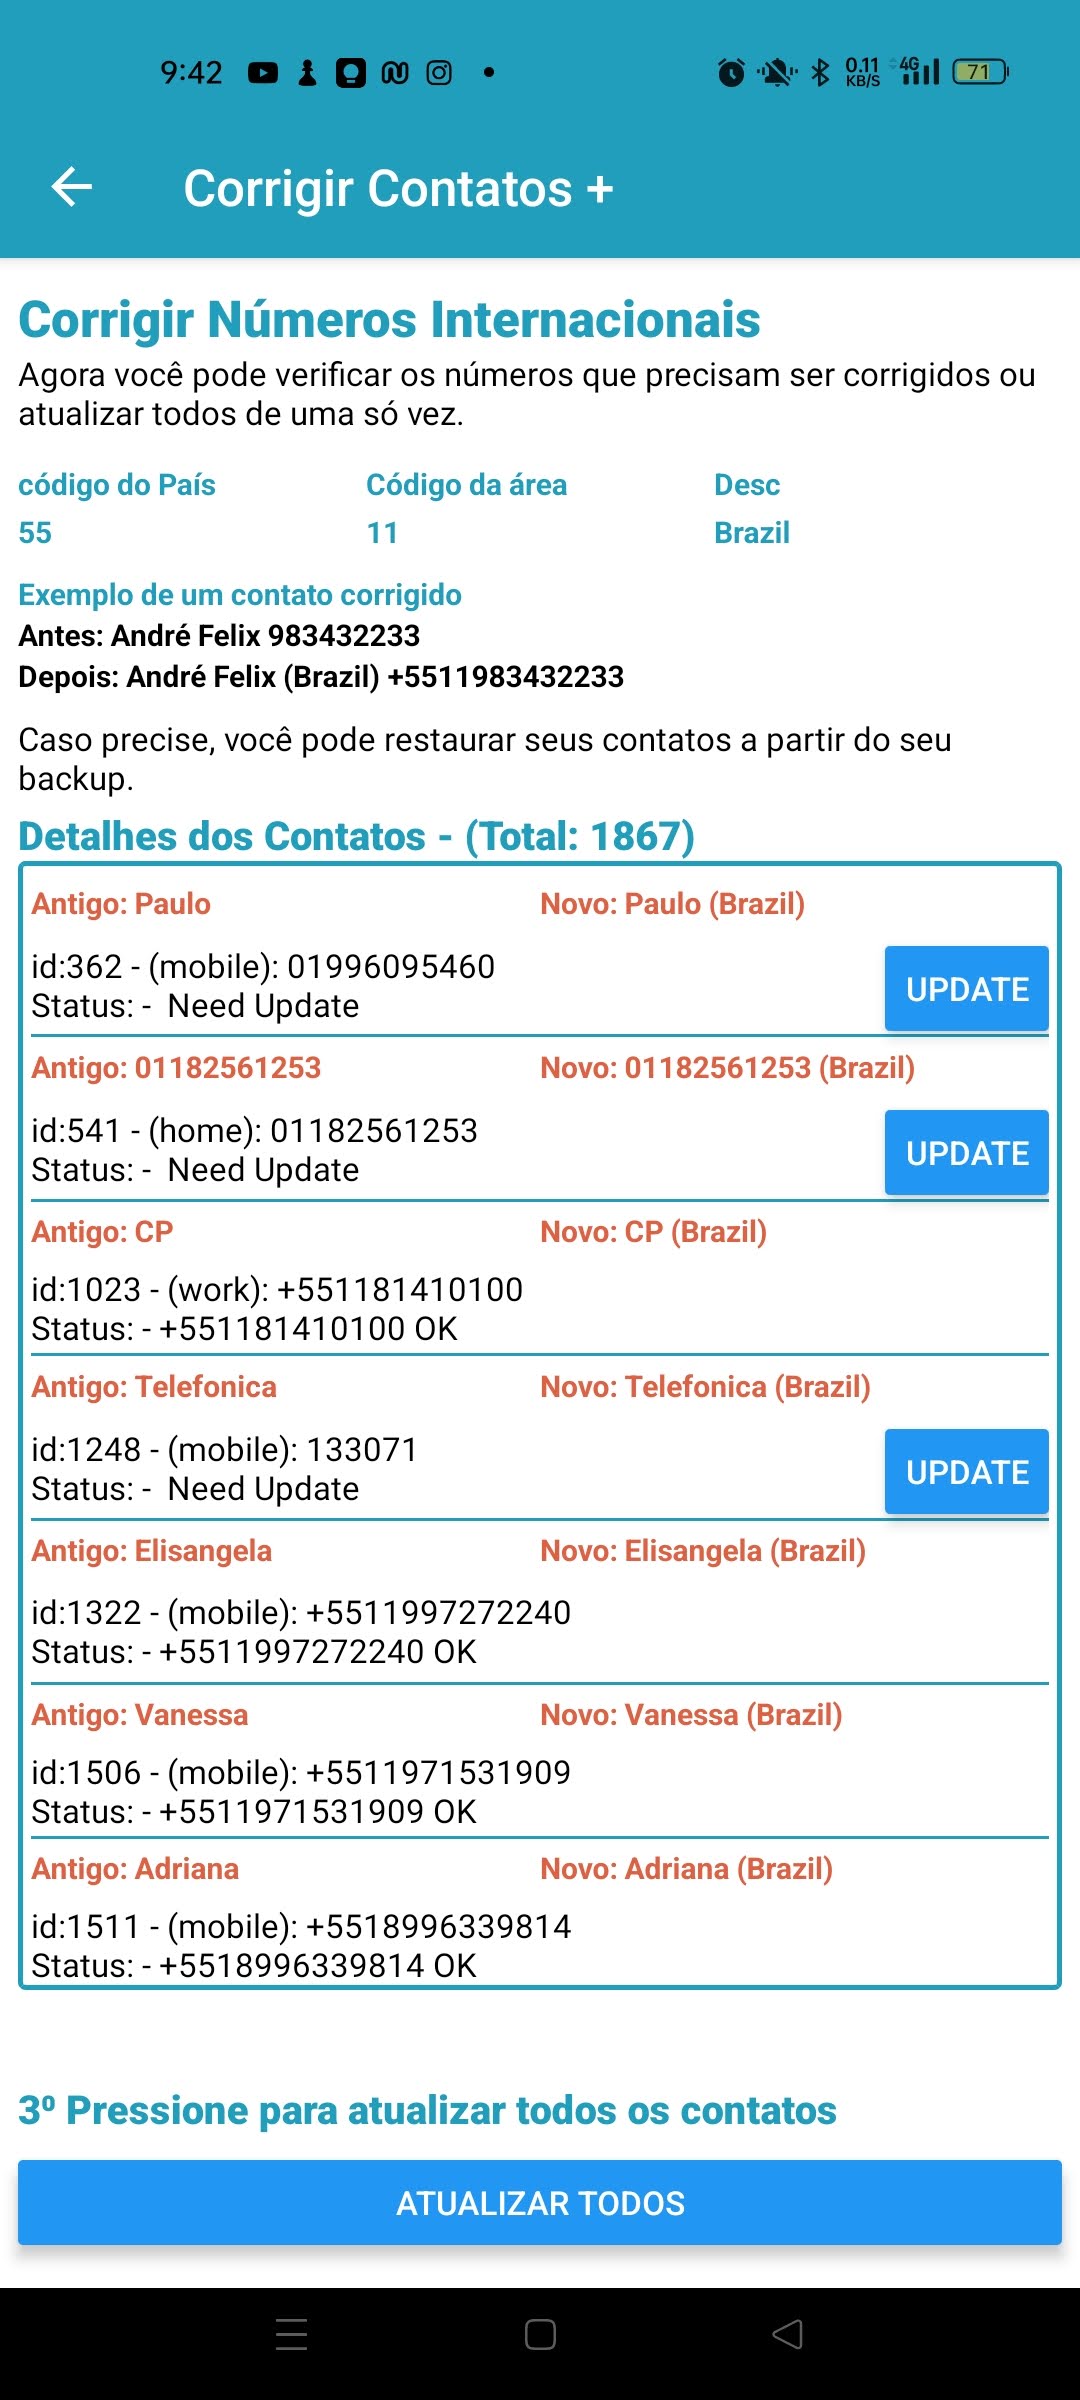 9:42
0.11 KB/S 4G 71
Corrigir Contatos +
Corrigir Números Internacionais
Agora você pode verificar os números que precisam ser corrigidos ou
atualizar todos de uma só vez.
código do País Código da área Desc
55 11 Brazil
Exemplo de um contato corrigido
Antes: André Felix 983432233
Depois: André Felix (Brazil) +5511983432233
Caso precise, você pode restaurar seus contatos a partir do seu
backup.
Detalhes dos Contatos - (Total: 1867)
Antigo: Paulo Novo: Paulo (Brazil)
id:362 - (mobile): 01996095460
Status: - Need Update
UPDATE
Antigo: 01182561253 Novo: 01182561253 (Brazil)
id:541 - (home): 01182561253
Status: - Need Update
UPDATE
Antigo: CP Novo: CP (Brazil)
id:1023 - (work): +551181410100
Status: - +551181410100 OK
Antigo: Telefonica Novo: Telefonica (Brazil)
id:1248 - (mobile): 133071
Status: - Need Update
UPDATE
Antigo: Elisangela Novo: Elisangela (Brazil)
id:1322 - (mobile): +5511997272240
Status: - +5511997272240 OK
Antigo: Vanessa Novo: Vanessa (Brazil)
id:1506 - (mobile): +5511971531909
Status: - +5511971531909 OK
Antigo: Adriana Novo: Adriana (Brazil)
id:1511 - (mobile): +5518996339814
Status: - +5518996339814 OK
3º Pressione para atualizar todos os contatos
ATUALIZAR TODOS